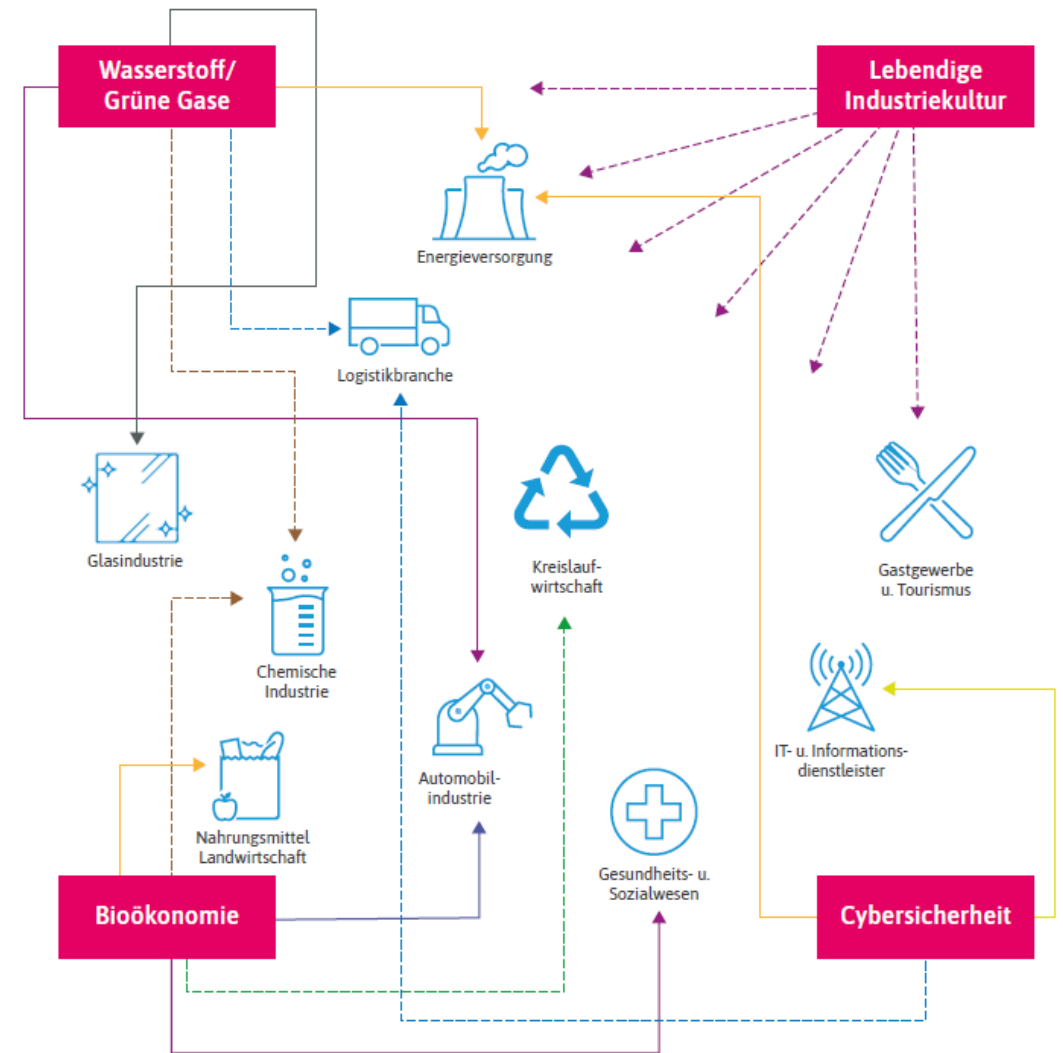 Wasserstoff/
Grüne Gase
Lebendige
Industriekultur
Energieversorgung
Logistikbranche
Glasindustrie
Kreislauf-
wirtschaft
Gastgewerbe
u. Tourismus
Chemische
Industrie
IT- u. Informations-
dienstleister
Automobil-
industrie
Nahrungsmittel
Landwirtschaft
Gesundheits- u.
Sozialwesen
Bioökonomie
Cybersicherheit